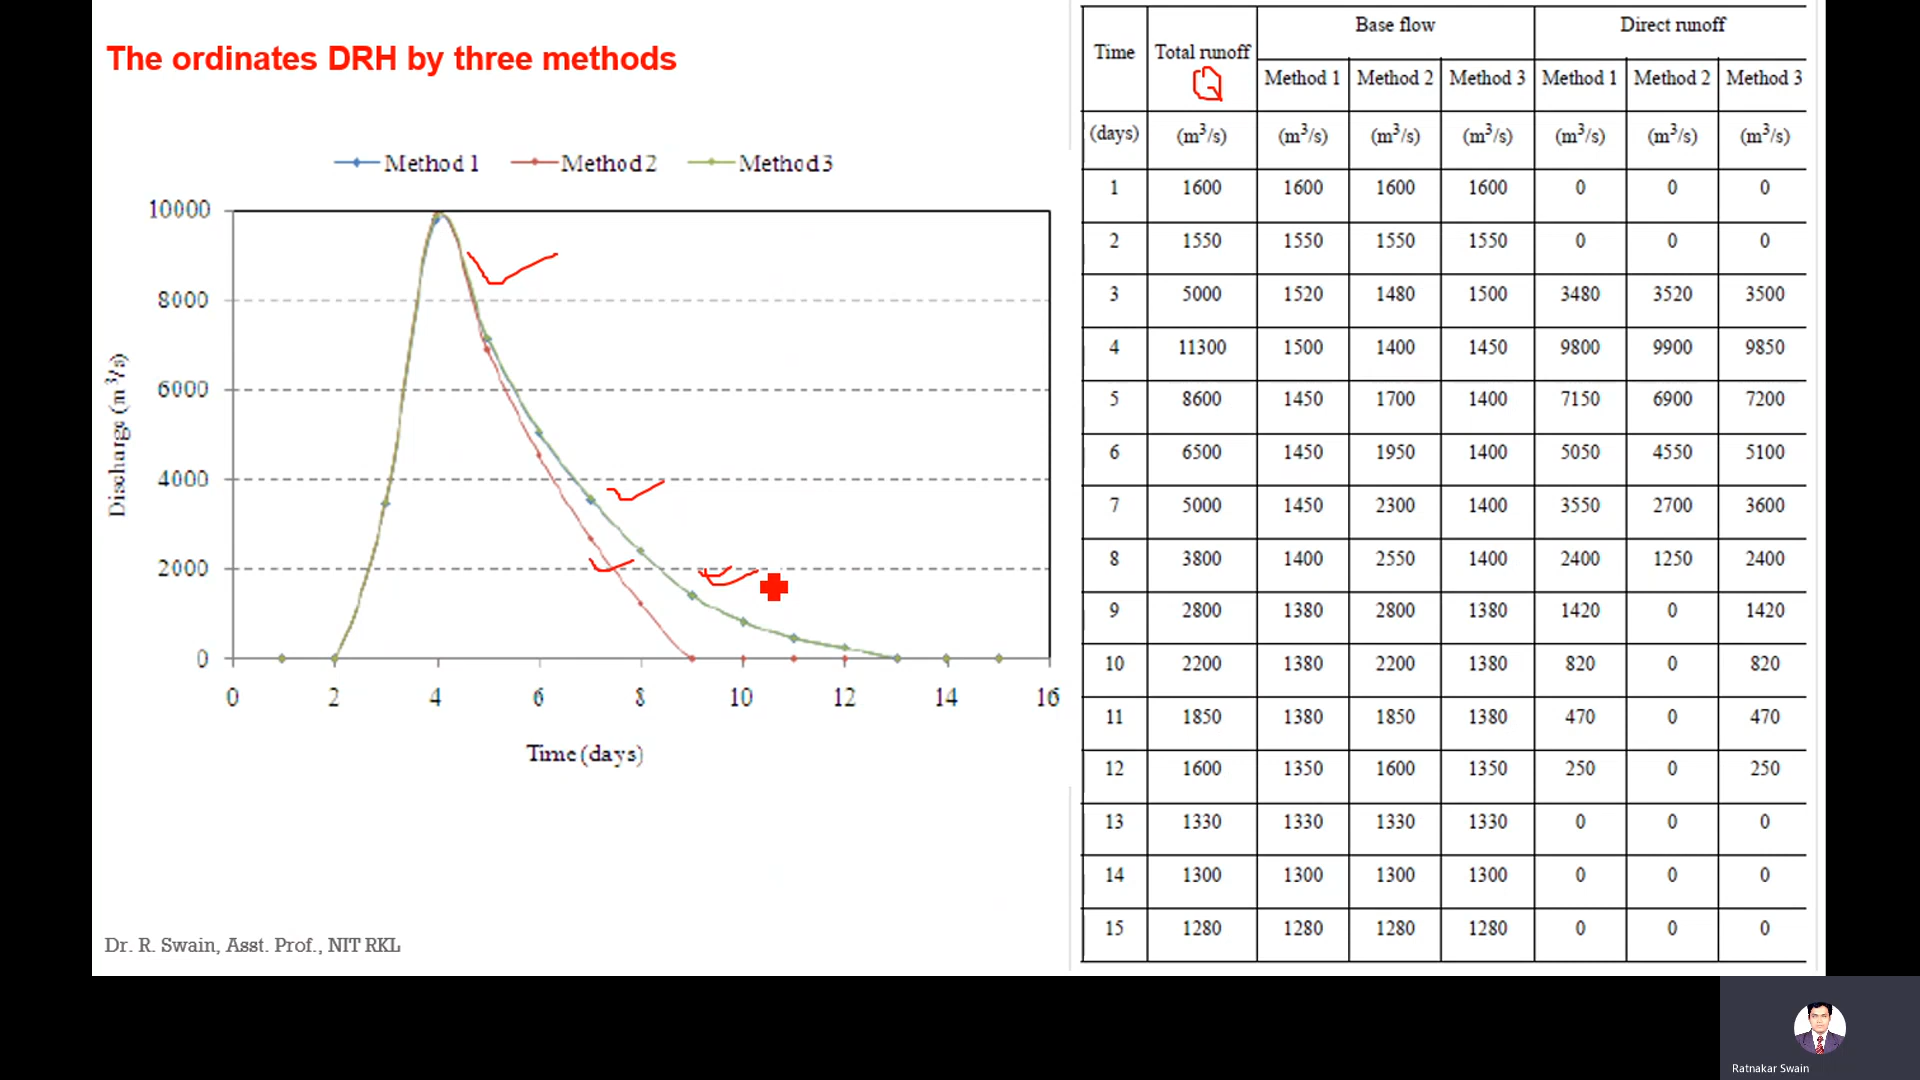 The ordinates DRH by three methods
Method 1 Method 2 Method 3
10000
8000
6000
4000
2000
0
0 2 4 6 8 10 12 14 16
Discharge (m³/s)
Time (days)
Dr. R. Swain, Asst. Prof., NIT RKL
Time Total runoff Base flow Direct runoff
Q
Method 1 Method 2 Method 3 Method 1 Method 2 Method 3
(days) (m³/s) (m³/s) (m³/s) (m³/s) (m³/s) (m³/s) (m³/s)
1 1600 1600 1600 1600 0 0 0
2 1550 1550 1550 1550 0 0 0
3 5000 1520 1480 1500 3480 3520 3500
4 11300 1500 1400 1450 9800 9900 9850
5 8600 1450 1700 1400 7150 6900 7200
6 6500 1450 1950 1400 5050 4550 5100
7 5000 1450 2300 1400 3550 2700 3600
8 3800 1400 2550 1400 2400 1250 2400
9 2800 1380 2800 1380 1420 0 1420
10 2200 1380 2200 1380 820 0 820
11 1850 1380 1850 1380 470 0 470
12 1600 1350 1600 1350 250 0 250
13 1330 1330 1330 1330 0 0 0
14 1300 1300 1300 1300 0 0 0
15 1280 1280 1280 1280 0 0 0
Ratnakar Swain